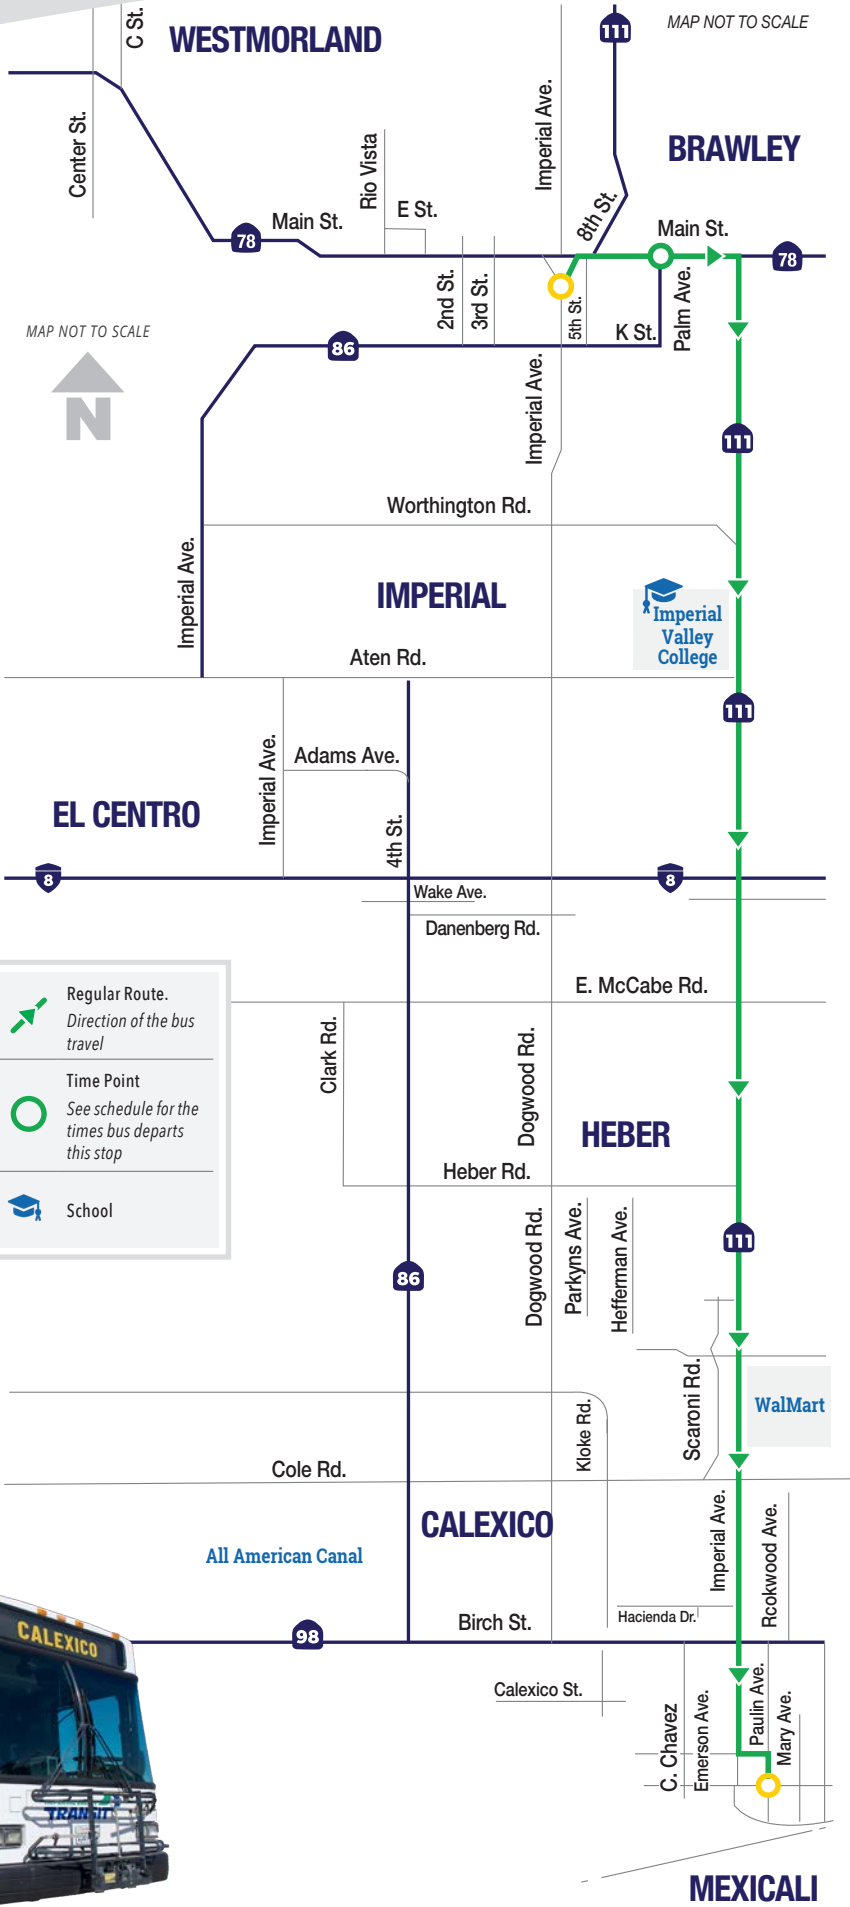 C St.
WESTMORLAND
111
MAP NOT TO SCALE
Center St.
Imperial Ave.
BRAWLEY
Rio Vista
E St.
8th St.
Main St.
78
Main St.
78
2nd St.
3rd St.
5th St.
Palm Ave.
K St.
MAP NOT TO SCALE
86
N
Imperial Ave.
111
Worthington Rd.
Imperial Ave.
IMPERIAL
Imperial
Valley
College
Aten Rd.
111
Imperial Ave.
Adams Ave.
EL CENTRO
4th St.
8
8
Wake Ave.
Danenberg Rd.
E. McCabe Rd.
Regular Route.
Direction of the bus
travel
Time Point
See schedule for the
times bus departs
this stop
School
Clark Rd.
Dogwood Rd.
HEBER
Heber Rd.
Dogwood Rd.
Parkyns Ave.
Hefferman Ave.
111
86
Scaroni Rd.
WalMart
Kloke Rd.
Cole Rd.
CALEXICO
Imperial Ave.
Rcokwood Ave.
All American Canal
Hacienda Dr.
Birch St.
98
CALEXICO
Calexico St.
C. Chavez
Emerson Ave.
Paulin Ave.
Mary Ave.
TRANSIT
MEXICALI